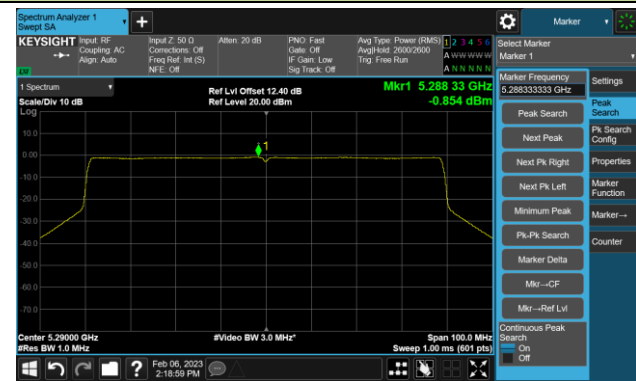 Spectrum Analyzer 1
Swept SA
+
Marker
KEYSIGHT Input: RF
Coupling: AC
Align: Auto
Input Z: 50 Ω
Corrections: Off
Freq Ref: Int (S)
NFE: Off
Atten: 20 dB
PNO: Fast
Gate: Off
IF Gain: Low
Sig Track: Off
Avg Type: Power (RMS)
Avg|Hold: 2600/2600
Trig: Free Run
1 2 3 4 5 6
A W W W W W
A N N N N N
Select Marker
Marker 1
1 Spectrum
Scale/Div 10 dB
Log
Ref Lvl Offset 12.40 dB
Ref Level 20.00 dBm
Mkr1 5.288 33 GHz
-0.854 dBm
10.0
0.00
-10.0
-20.0
-30.0
-40.0
-50.0
-60.0
-70.0
1
Center 5.29000 GHz
#Res BW 1.0 MHz
#Video BW 3.0 MHz*
Span 100.0 MHz
Sweep 1.00 ms (601 pts)
Marker Frequency
5.288333333 GHz
Peak Search
Next Peak
Next Pk Right
Next Pk Left
Minimum Peak
Pk-Pk Search
Marker Delta
Mkr→CF
Mkr→Ref Lvl
Continuous Peak
Search
On
Off
Settings
Peak
Search
Pk Search
Config
Properties
Marker
Function
Marker→
Counter
?
Feb 06, 2023
2:18:59 PM